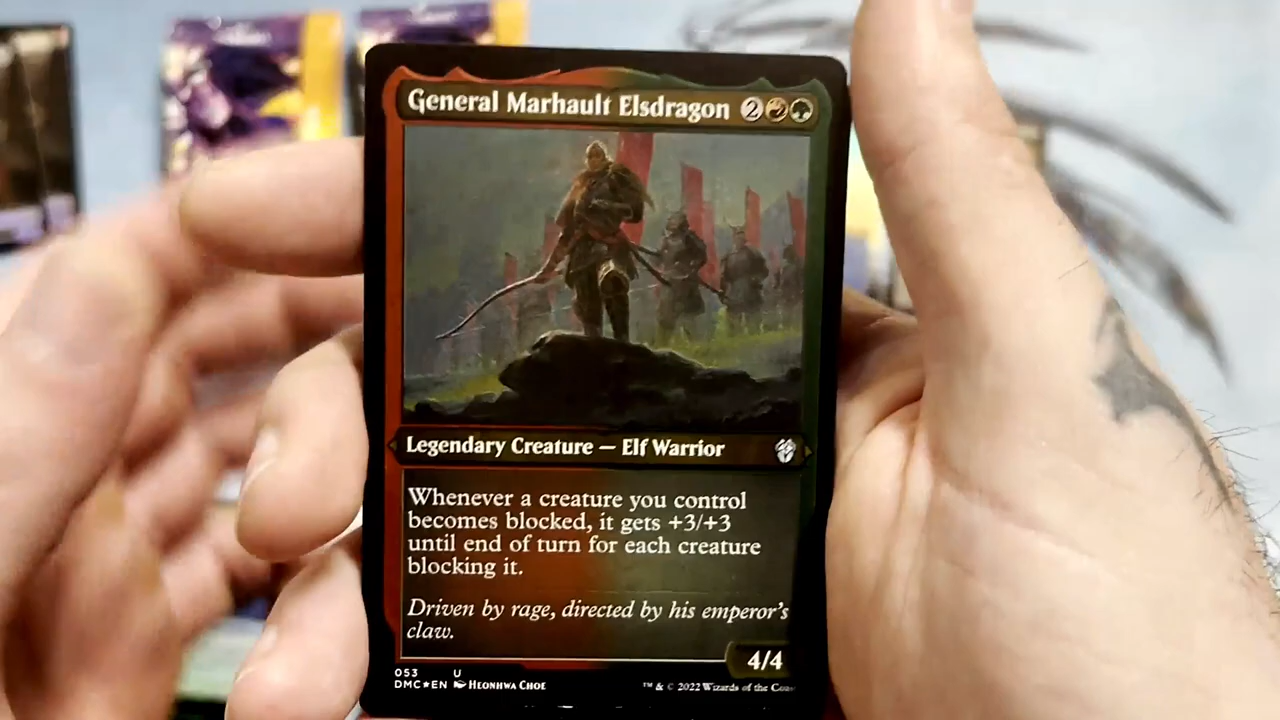 General Marhault Elsdragon 2
Legendary Creature — Elf Warrior
Whenever a creature you control
becomes blocked, it gets +3/+3
until end of turn for each creature
blocking it.
Driven by rage, directed by his emperor's
claw.
4/4
053 U
DMC★EN Heonhwa Choe
™ & © 2022 Wizards of the Coas